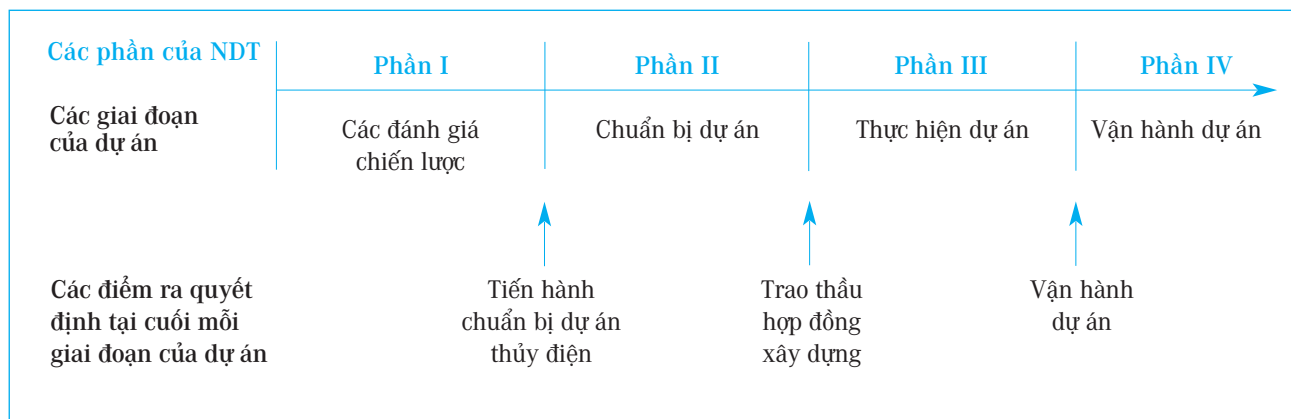 Các phần của NDT
Phần I
Phần II
Phần III
Phần IV
Các giai đoạn
của dự án
Các đánh giá
chiến lược
Chuẩn bị dự án
Thực hiện dự án
Vận hành dự án
Các điểm ra quyết
định tại cuối mỗi
giai đoạn của dự án
Tiến hành
chuẩn bị dự án
thủy điện
Trao thầu
hợp đồng
xây dựng
Vận hành
dự án